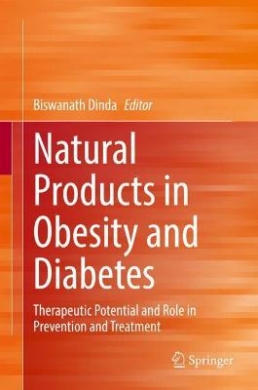 Biswanath Dinda Editor
Natural
Products in
Obesity and
Diabetes
Therapeutic Potential and Role in
Prevention and Treatment
Springer